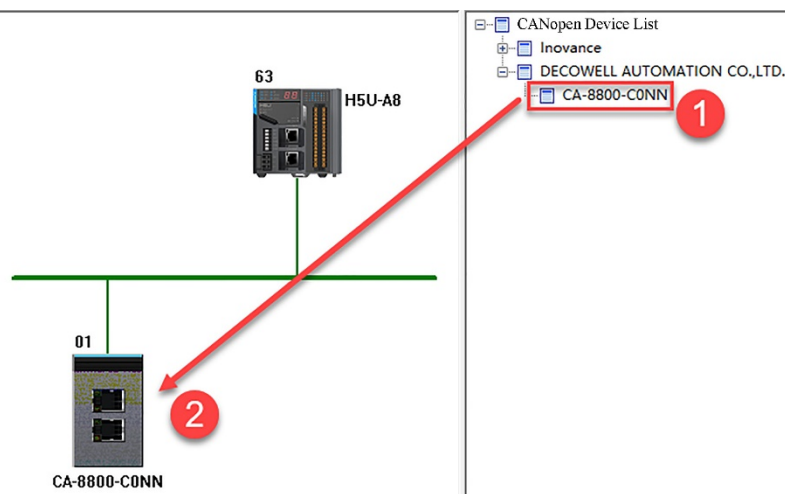 CANopen Device List
Inovance
DECOWELL AUTOMATION CO.,LTD.
CA-8800-C0NN
1
63
H5U-A8
01
2
CA-8800-C0NN